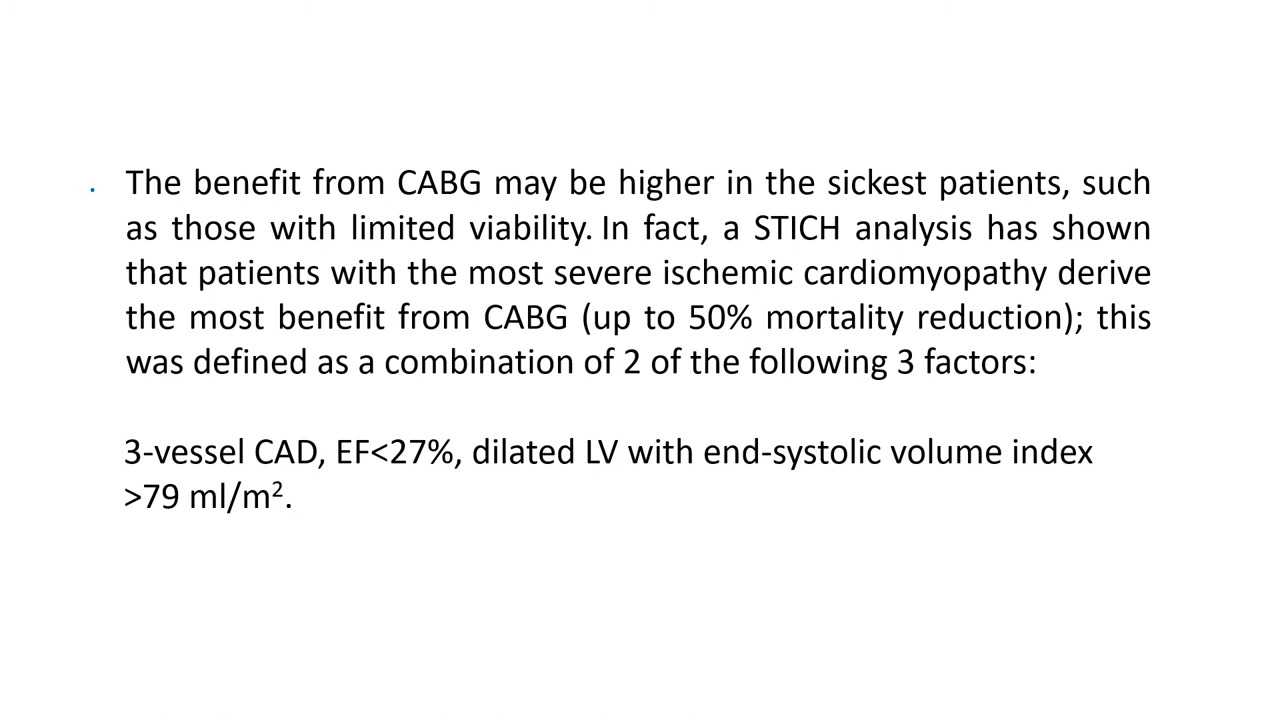 • The benefit from CABG may be higher in the sickest patients, such
as those with limited viability. In fact, a STICH analysis has shown
that patients with the most severe ischemic cardiomyopathy derive
the most benefit from CABG (up to 50% mortality reduction); this
was defined as a combination of 2 of the following 3 factors:
3-vessel CAD, EF<27%, dilated LV with end-systolic volume index
>79 ml/m².